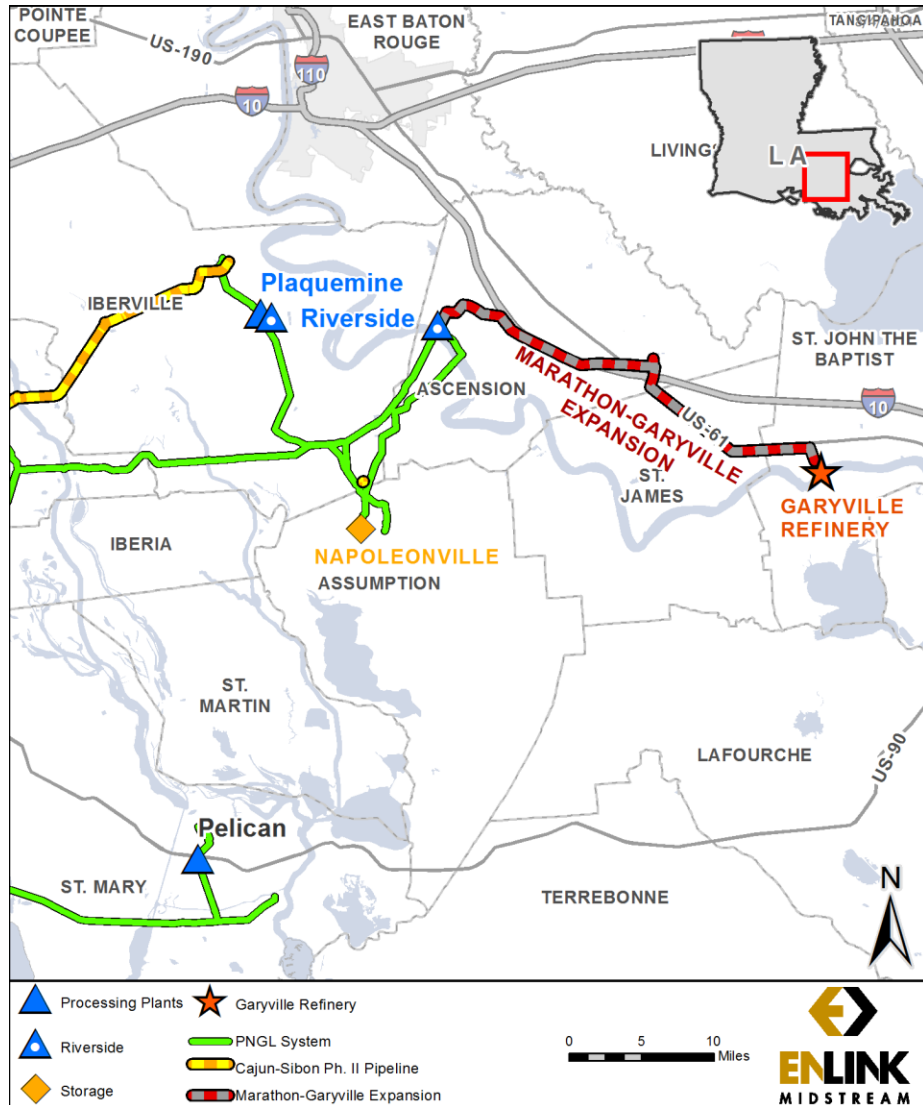 POINTE
COUPEE
US-190
EAST BATON
ROUGE
TANGIPAHOA
110
10
LIVINGS
LA
Plaquemine
Riverside
IBERVILLE
ASCENSION
ST. JOHN THE
BAPTIST
10
MARATHON-GARYVILLE
EXPANSION
US-61
ST.
JAMES
GARYVILLE
REFINERY
IBERIA
NAPOLEONVILLE
ASSUMPTION
ST.
MARTIN
LAFOURCHE
US-90
Pelican
ST. MARY
TERREBONNE
N
Processing Plants
Riverside
Storage
Garyville Refinery
PNGL System
Cajun-Sibon Ph. II Pipeline
Marathon-Garyville Expansion
0 5 10
Miles
ENLINK
MIDSTREAM